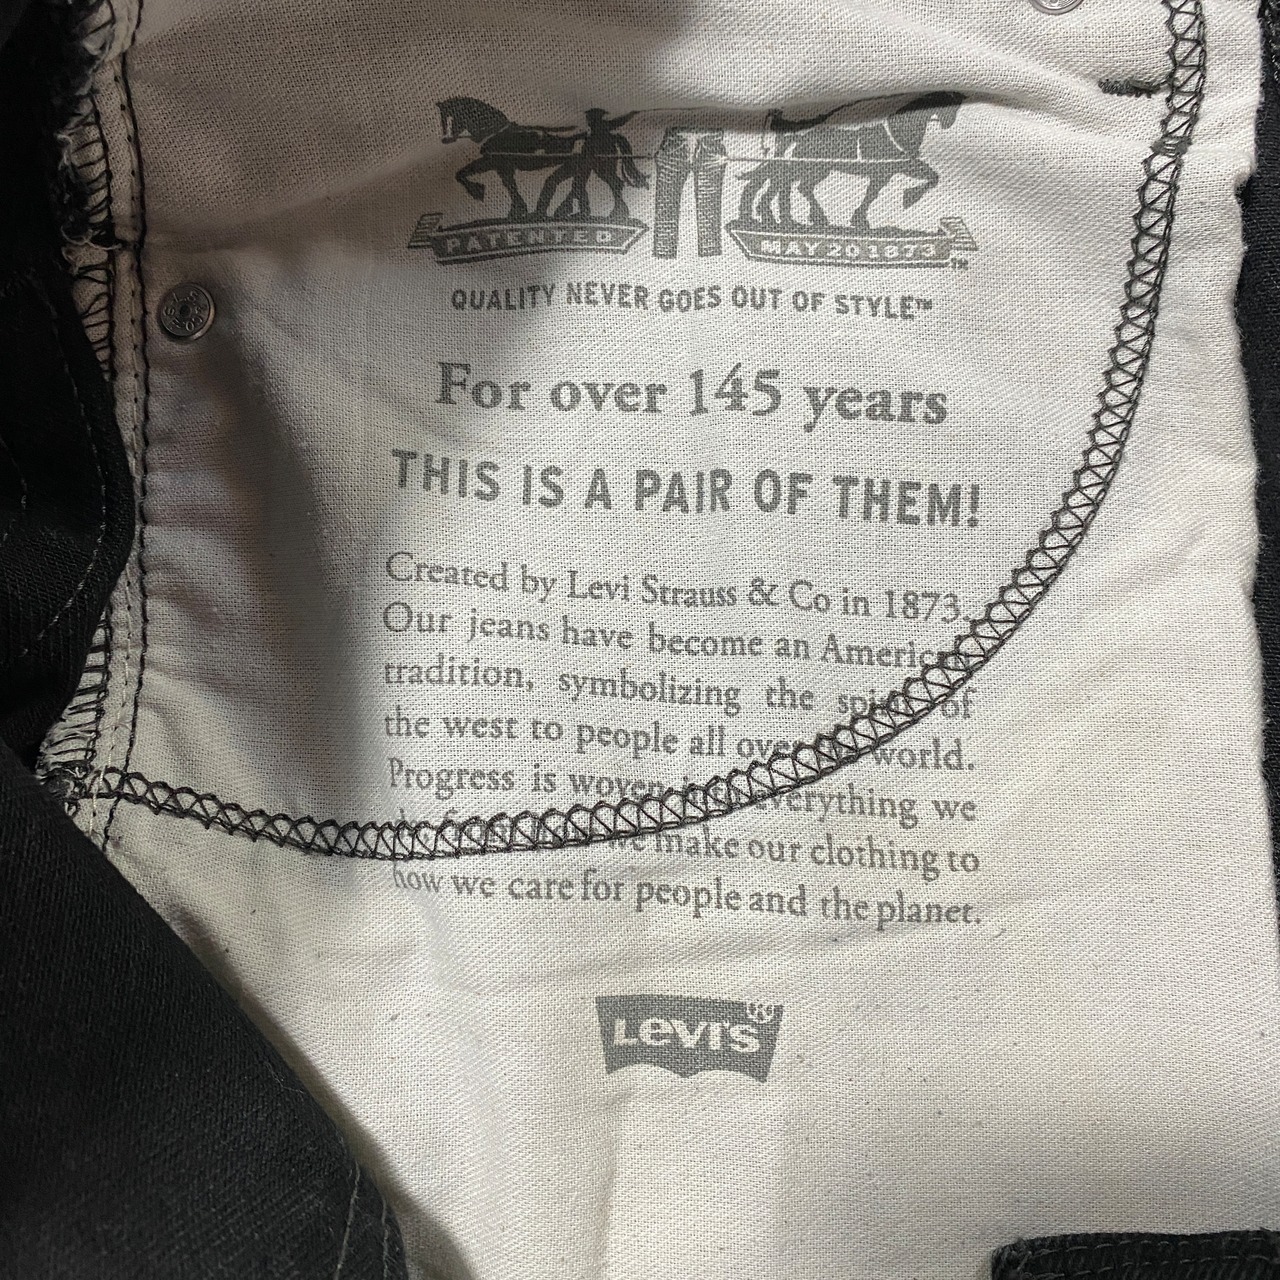 PATENTED
MAY 20 1873 TM
QUALITY NEVER GOES OUT OF STYLE™
For over 145 years
THIS IS A PAIR OF THEM!
Created by Levi Strauss & Co in 1873.
Our jeans have become an American
tradition, symbolizing the spirit of
the west to people all over world.
Progress is woven everything we
we make our clothing to
how we care for people and the planet.
LEVI'S®